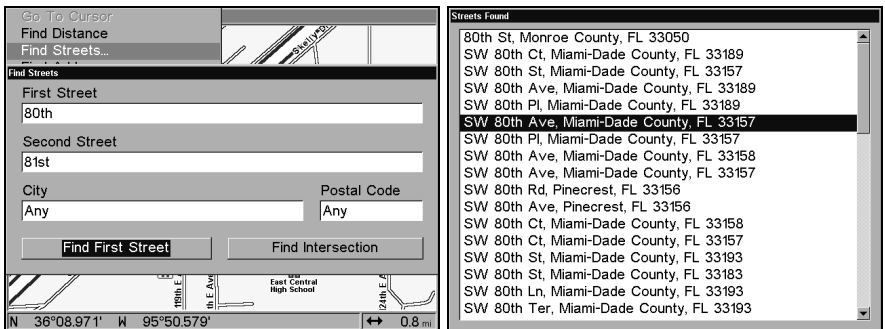 Go To Cursor
Find Distance
Find Streets...
Skelly Dr
Find Streets
First Street
80th
Second Street
81st
City
Postal Code
Any
Any
Find First Street
Find Intersection
119th E
th E Ave
East Central
High School
124th E A
N 36°08.971' W 95°50.579'
↔ 0.8 mi
Streets Found
80th St, Monroe County, FL 33050
SW 80th Ct, Miami-Dade County, FL 33189
SW 80th St, Miami-Dade County, FL 33157
SW 80th Ave, Miami-Dade County, FL 33189
SW 80th Pl, Miami-Dade County, FL 33189
SW 80th Ave, Miami-Dade County, FL 33157
SW 80th Pl, Miami-Dade County, FL 33157
SW 80th Ave, Miami-Dade County, FL 33158
SW 80th Ave, Miami-Dade County, FL 33157
SW 80th Rd, Pinecrest, FL 33156
SW 80th Ave, Pinecrest, FL 33156
SW 80th Ct, Miami-Dade County, FL 33158
SW 80th Ct, Miami-Dade County, FL 33157
SW 80th St, Miami-Dade County, FL 33193
SW 80th St, Miami-Dade County, FL 33183
SW 80th Ln, Miami-Dade County, FL 33193
SW 80th Ter, Miami-Dade County, FL 33193